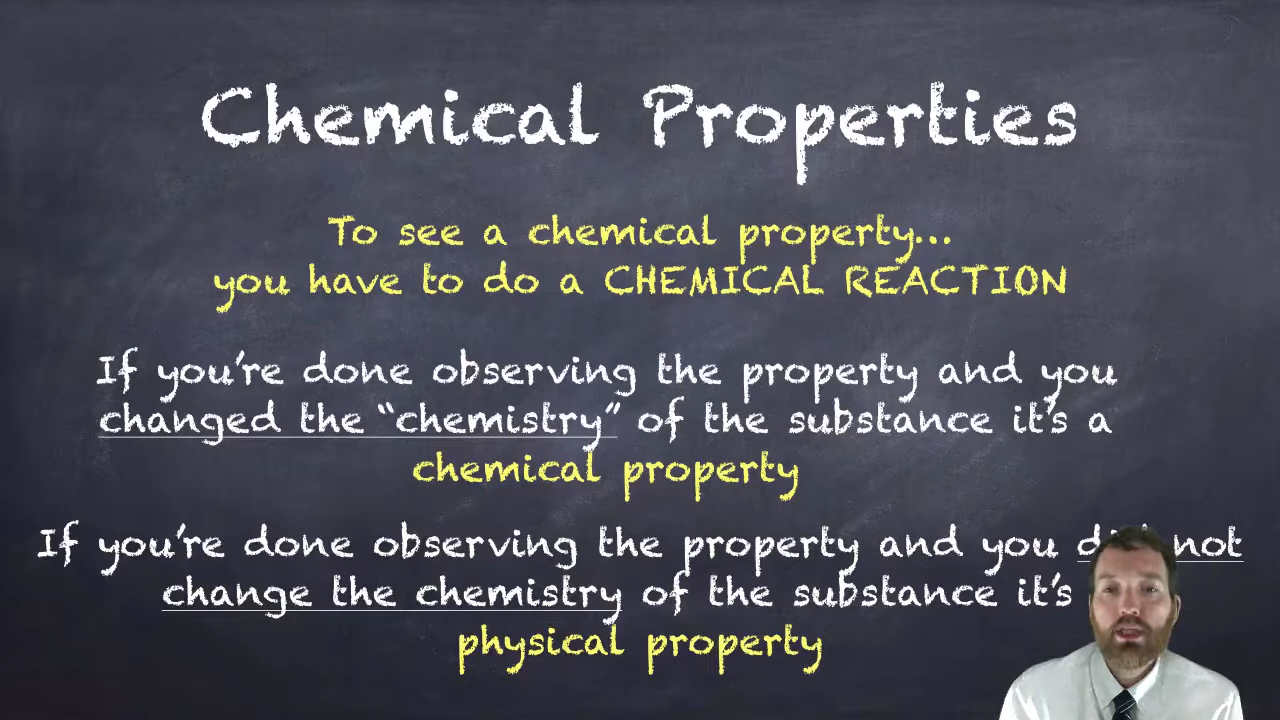 Chemical Properties
To see a chemical property...
you have to do a CHEMICAL REACTION
If you're done observing the property and you
changed the "chemistry" of the substance it's a
chemical property
If you're done observing the property and you not
change the chemistry of the substance it's
physical property